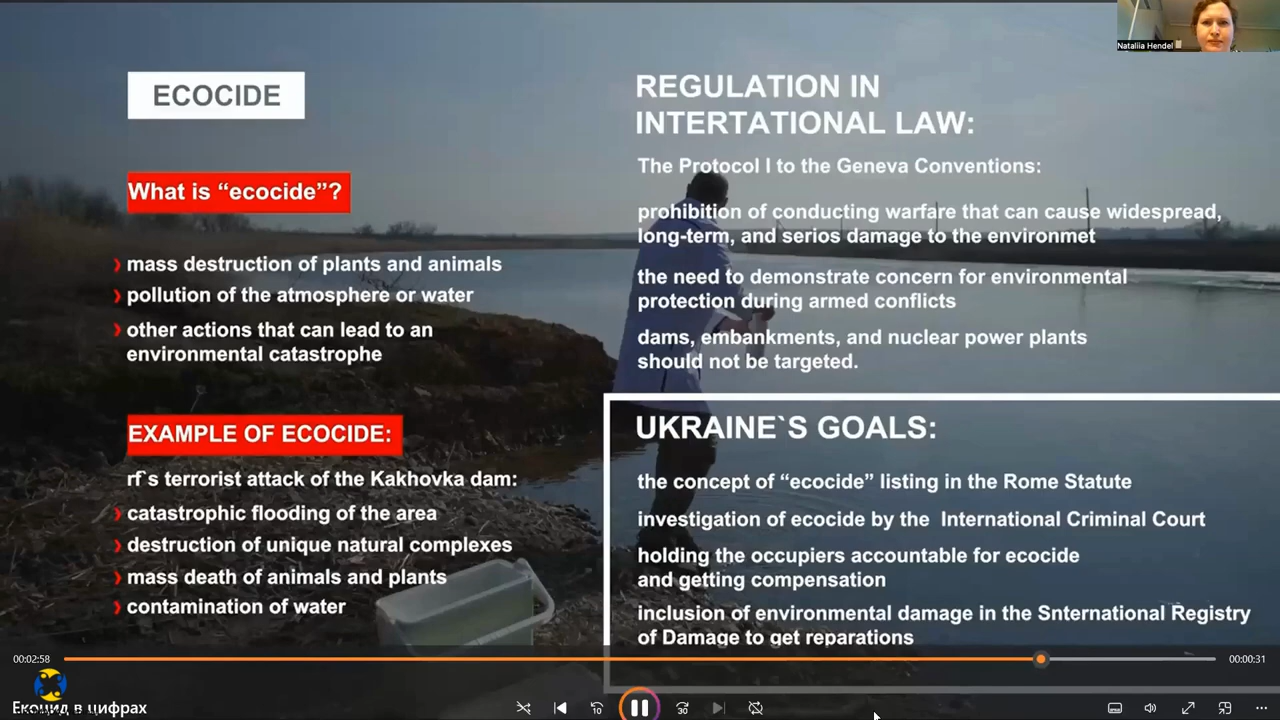 Nataliia Hendel
ECOCIDE
What is “ecocide”?
mass destruction of plants and animals
pollution of the atmosphere or water
other actions that can lead to an
environmental catastrophe
EXAMPLE OF ECOCIDE:
rf`s terrorist attack of the Kakhovka dam:
catastrophic flooding of the area
destruction of unique natural complexes
mass death of animals and plants
contamination of water
REGULATION IN
INTERTATIONAL LAW:
The Protocol I to the Geneva Conventions:
prohibition of conducting warfare that can cause widespread,
long-term, and serios damage to the environmet
the need to demonstrate concern for environmental
protection during armed conflicts
dams, embankments, and nuclear power plants
should not be targeted.
UKRAINE`S GOALS:
the concept of “ecocide” listing in the Rome Statute
investigation of ecocide by the International Criminal Court
holding the occupiers accountable for ecocide
and getting compensation
inclusion of environmental damage in the Snternational Registry
of Damage to get reparations
00:02:58
00:00:31
Екоцид в цифрах
10
30